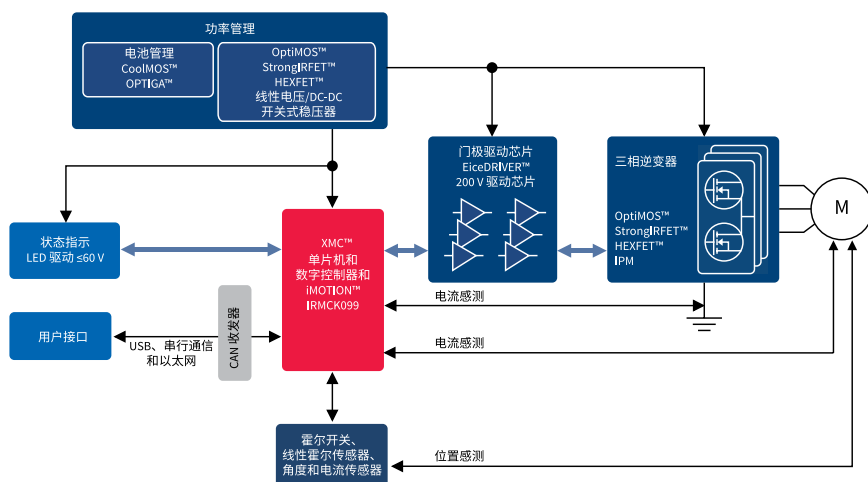 功率管理
电池管理
CoolMOS™
OPTIGA™
OptiMOS™
StrongIRFET™
HEXFET™
线性电压/DC-DC
开关式稳压器
门极驱动芯片
EiceDRIVER™
200 V 驱动芯片
三相逆变器
OptiMOS™
StrongIRFET™
HEXFET™
IPM
M
状态指示
LED 驱动 ≤60 V
XMC™
单片机和
数字控制器和
iMOTION™
IRMCK099
电流感测
用户接口
USB、串行通信
和以太网
CAN 收发器
电流感测
霍尔开关、
线性霍尔传感器、
角度和电流传感器
位置感测